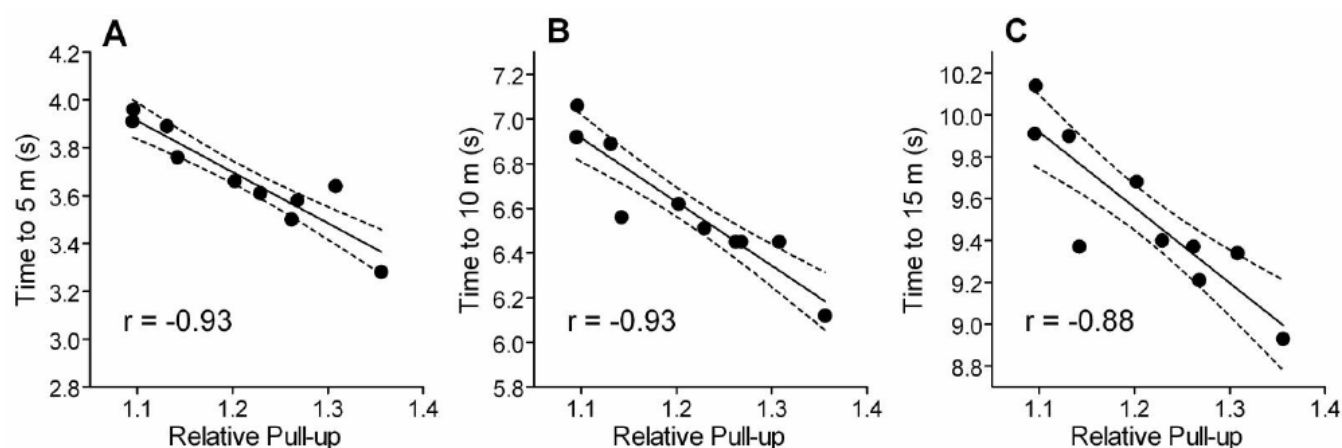 A
Time to 5 m (s)
4.2
4.0
3.8
3.6
3.4
3.2
3.0
2.8
r = -0.93
1.1 1.2 1.3 1.4
Relative Pull-up
B
Time to 10 m (s)
7.2
7.0
6.8
6.6
6.4
6.2
6.0
5.8
r = -0.93
1.1 1.2 1.3 1.4
Relative Pull-up
C
Time to 15 m (s)
10.2
10.0
9.8
9.6
9.4
9.2
9.0
8.8
r = -0.88
1.1 1.2 1.3 1.4
Relative Pull-up